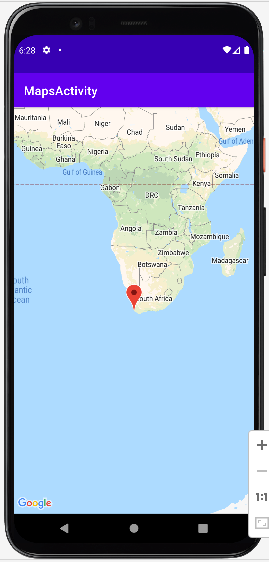 6:28
MapsActivity
Mauritania Mali Niger Chad Sudan Yemen
Burkina Faso
Guinea
Ghana Nigeria South Sudan Ethiopia Gulf of Aden
Gulf of Guinea Somalia
Gabon DRC Kenya
Tanzania
Angola Zambia Mozambique
Zimbabwe
Botswana Madagascar
outh
antic
cean
outh Africa
Google
+
−
1:1